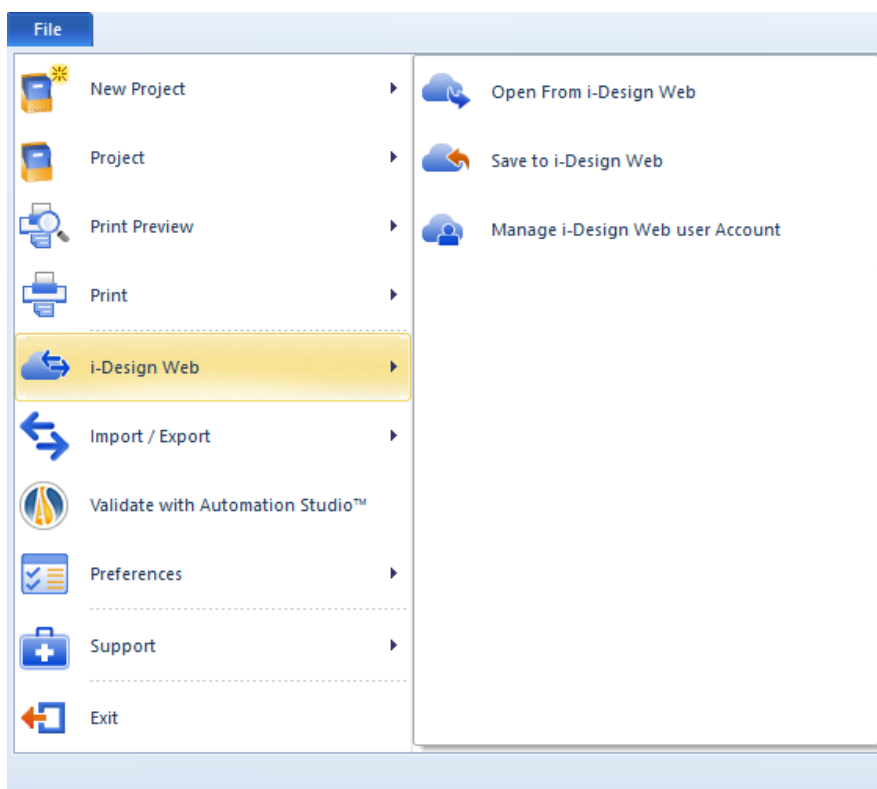 File
New Project
Project
Print Preview
Print
i-Design Web
Import / Export
Validate with Automation Studio™
Preferences
Support
Exit
Open From i-Design Web
Save to i-Design Web
Manage i-Design Web user Account